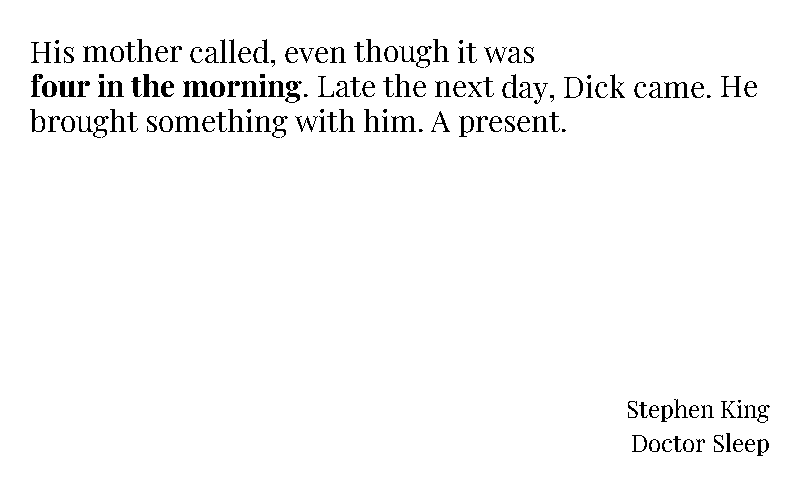 His mother called, even though it was
four in the morning. Late the next day, Dick came. He
brought something with him. A present.
Stephen King
Doctor Sleep